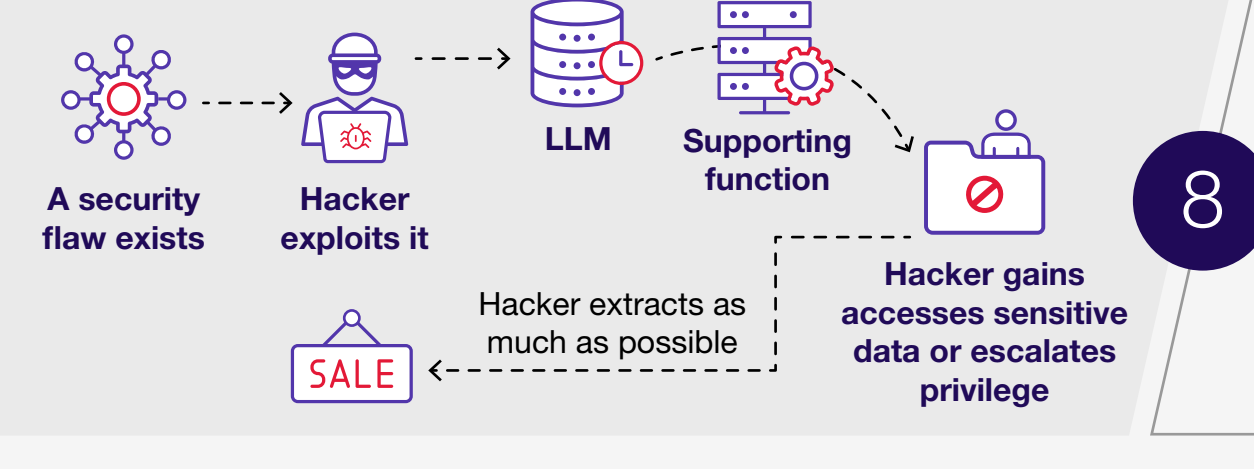 A security
flaw exists
Hacker
exploits it
LLM
Supporting
function
Hacker gains
accesses sensitive
data or escalates
privilege
Hacker extracts as
much as possible
SALE
8